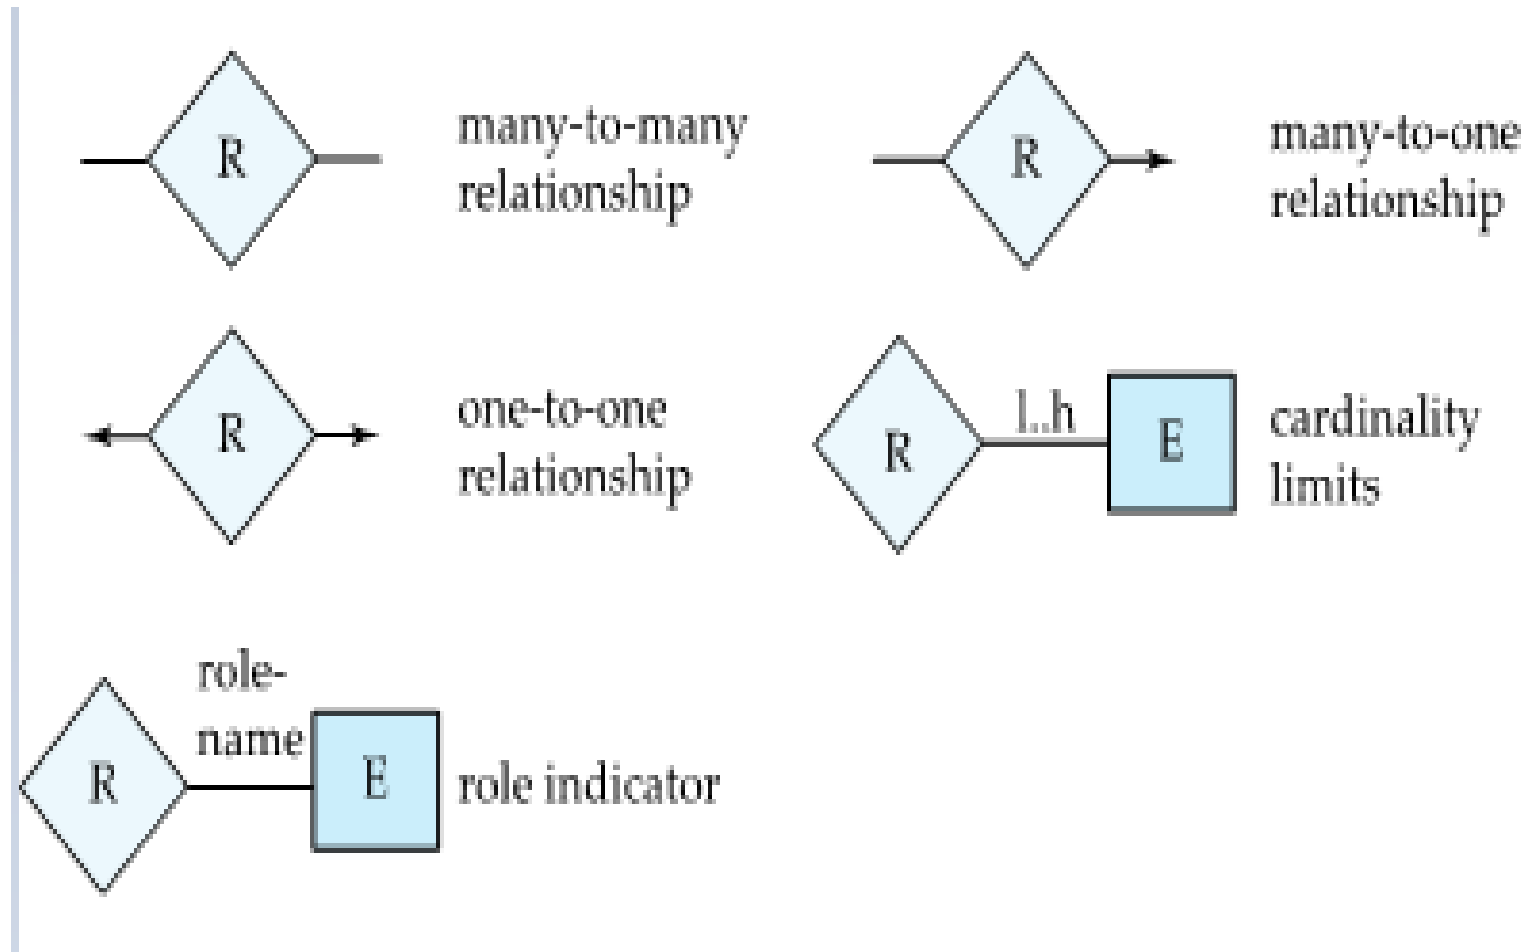 R
many-to-many
relationship
R
many-to-one
relationship
R
one-to-one
relationship
R
l..h
E
cardinality
limits
R
role-
name
E
role indicator